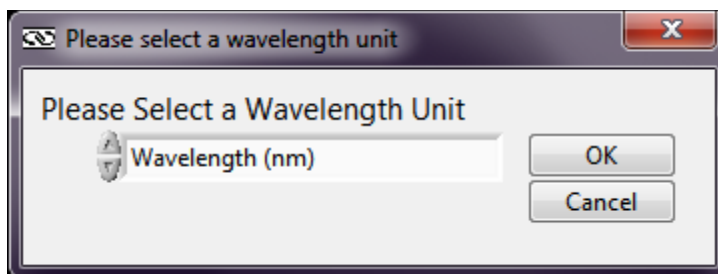 Please select a wavelength unit
Please Select a Wavelength Unit
Wavelength (nm)
OK
Cancel